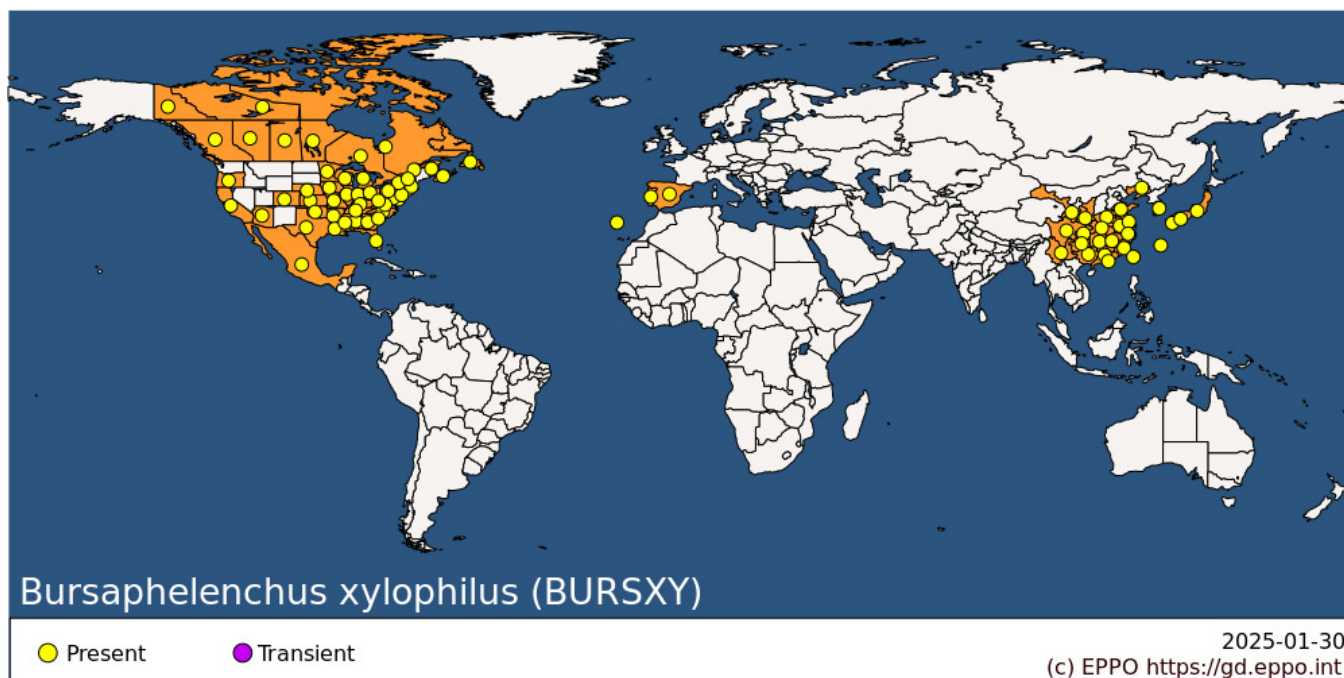 Bursaphelenchus xylophilus (BURSXY)
Present
Transient
2025-01-30
(c) EPPO https://gd.eppo.int